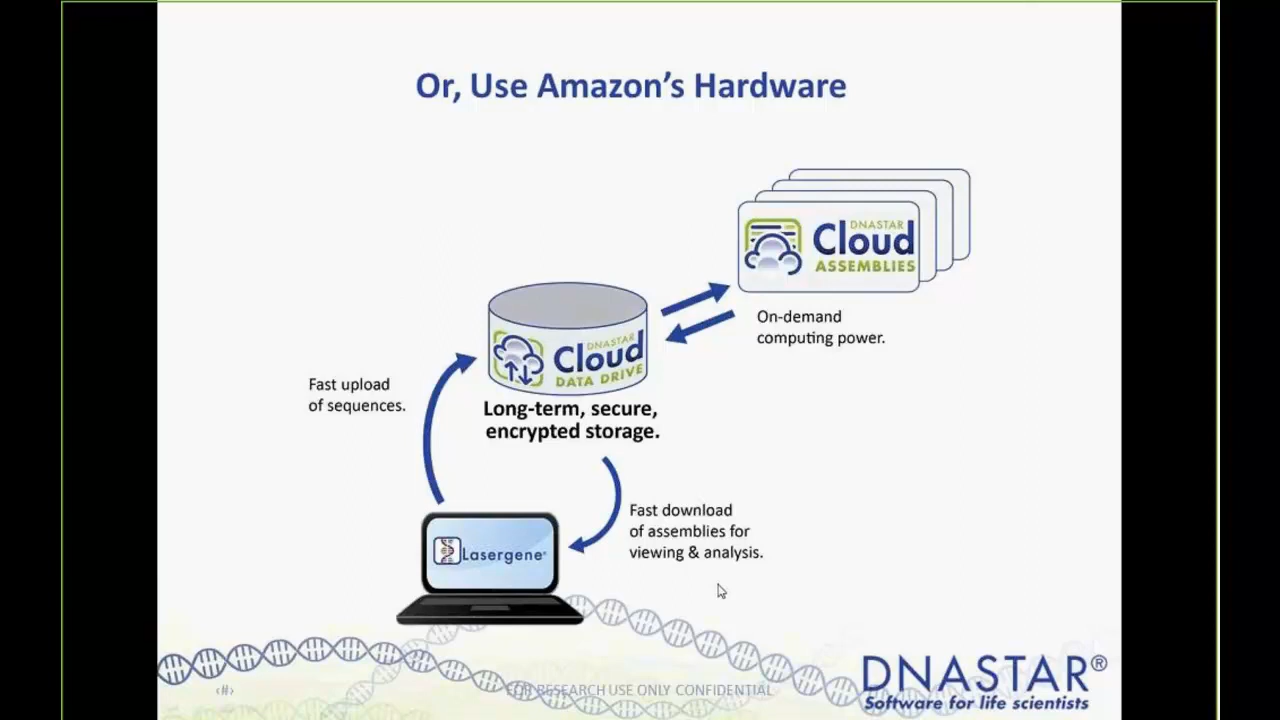 Or, Use Amazon's Hardware
DNASTAR
Cloud
ASSEMBLIES
On-demand
computing power.
DNASTAR
Cloud
DATA DRIVE
Long-term, secure,
encrypted storage.
Fast upload
of sequences.
Fast download
of assemblies for
viewing & analysis.
Lasergene®
DNASTAR®
Software for life scientists
‹#›
FOR RESEARCH USE ONLY CONFIDENTIAL